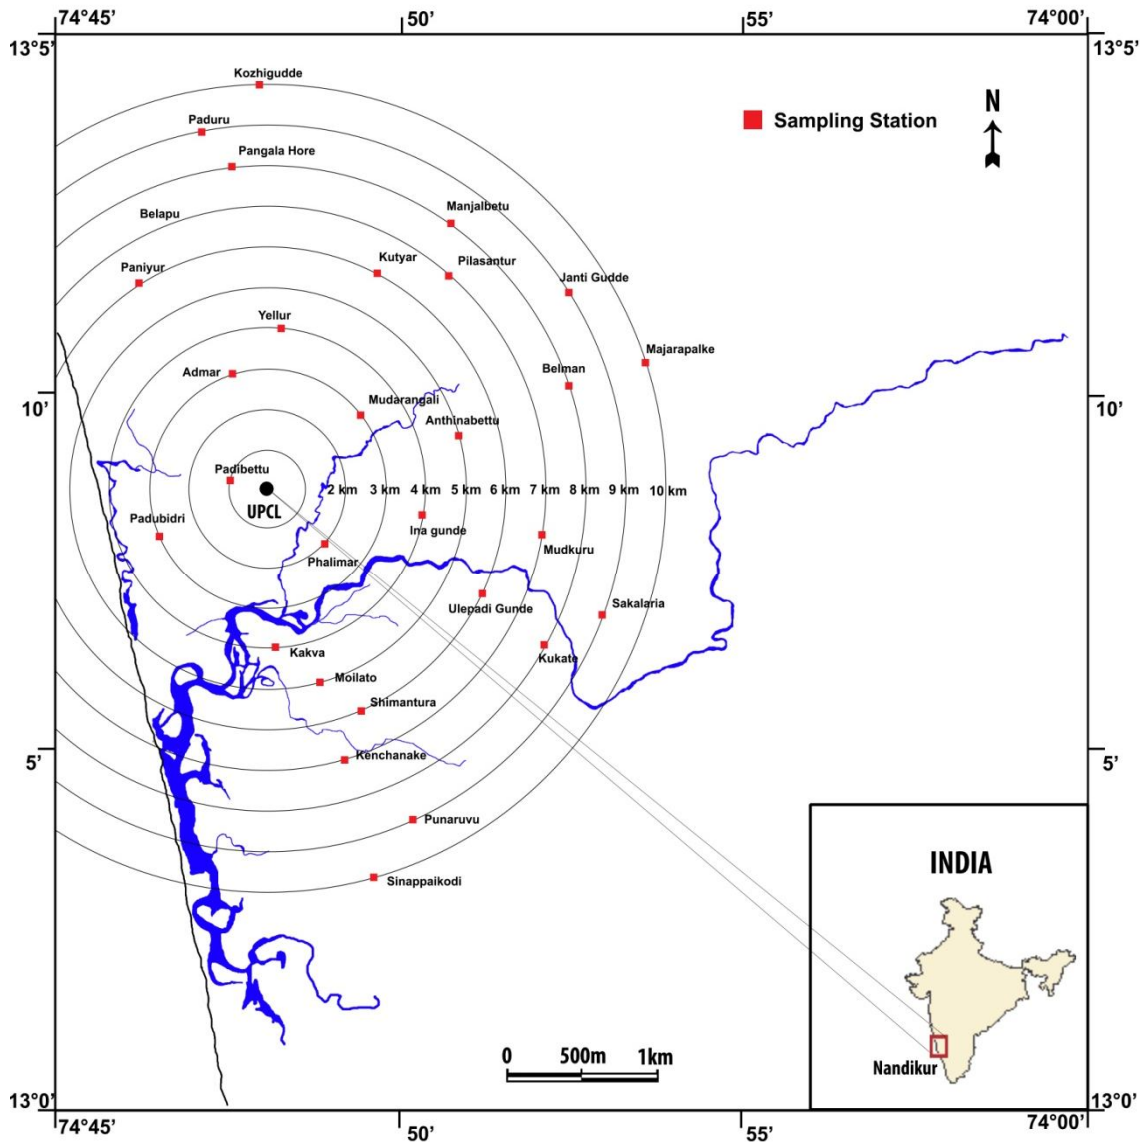 74°45’
50’
55’
74°00’
13°5’
13°5’
Kozhigudde
N
Paduru
Sampling Station
Pangala Hore
Manjalbetu
Belapu
Kutyar
Pilasantur
Paniyur
Janti Gudde
Yellur
Majarapalke
Admar
Belman
Mudarangali
10’
10’
Anthinabettu
Padibettu
2 km 3 km 4 km 5 km 6 km 7 km 8 km 9 km 10 km
UPCL
Padubidri
Ina gunde
Mudkuru
Phalimar
Ulepadi Gunde
Sakalaria
Kakva
Kukate
Moilato
Shimantura
Kenchanake
5’
5’
Punaruvu
INDIA
Sinappaikodi
0 500m 1km
Nandikur
13°0’
13°0’
74°45’
50’
55’
74°00’